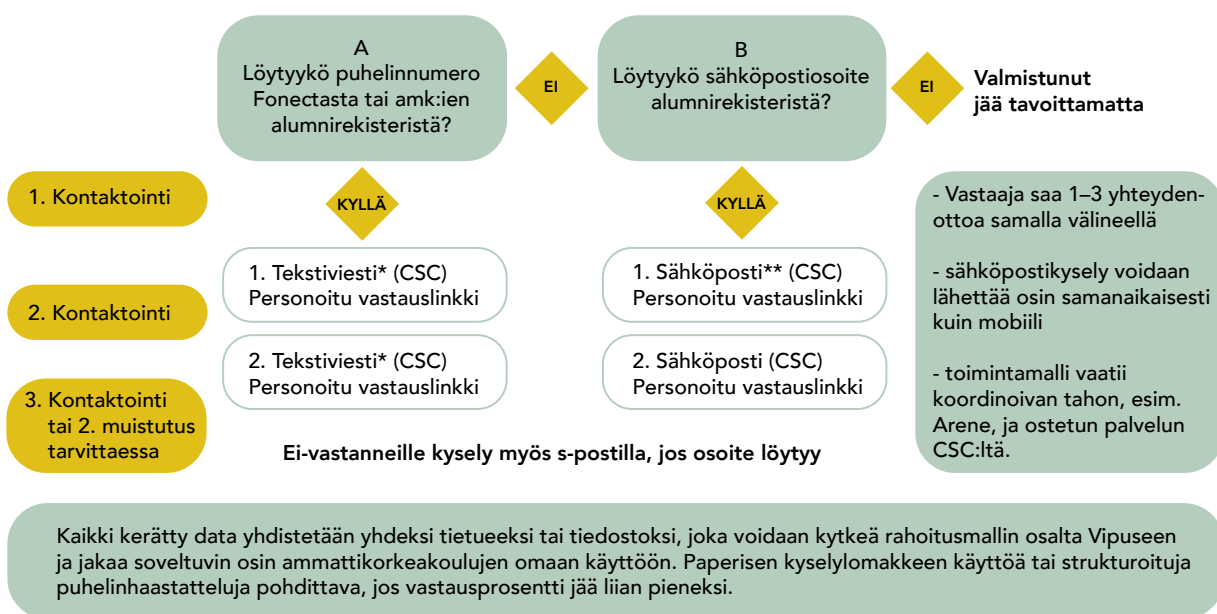 A
Löytyykö puhelinnumero
Fonectasta tai amk:ien
alumnirekisteristä?
EI
B
Löytyykö sähköpostiosoite
alumnirekisteristä?
EI
Valmistunut
jää tavoittamatta
1. Kontaktointi
KYLLÄ
KYLLÄ
1. Tekstiviesti* (CSC)
Personoitu vastauslinkki
1. Sähköposti** (CSC)
Personoitu vastauslinkki
2. Kontaktointi
2. Tekstiviesti* (CSC)
Personoitu vastauslinkki
2. Sähköposti (CSC)
Personoitu vastauslinkki
3. Kontaktointi
tai 2. muistutus
tarvittaessa
Ei-vastanneille kysely myös s-postilla, jos osoite löytyy
- Vastaaja saa 1–3 yhteyden-
ottoa samalla välineellä
- sähköpostikysely voidaan
lähettää osin samanaikaisesti
kuin mobiili
- toimintamalli vaatii
koordinoivan tahon, esim.
Arene, ja ostetun palvelun
CSC:ltä.
Kaikki kerätty data yhdistetään yhdeksi tietueeksi tai tiedostoksi, joka voidaan kytkeä rahoitusmallin osalta Vipuseen
ja jakaa soveltuvin osin ammattikorkeakoulujen omaan käyttöön. Paperisen kyselylomakkeen käyttöä tai strukturoituja
puhelinhaastatteluja pohdittava, jos vastausprosentti jää liian pieneksi.